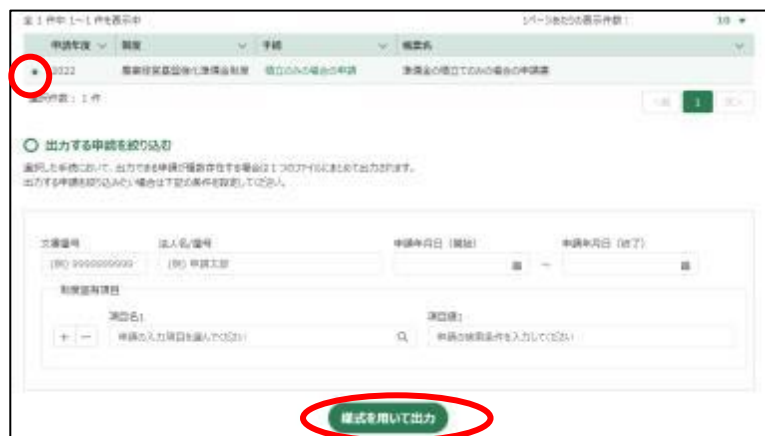 全 1 件中 1~1 件を表示中 1ページあたりの表示件数: 10
申請年度 制度 手続 帳票名
2022 農業経営基盤強化準備金制度 積立のみの場合の申請 準備金の積立てのみの場合の申請書
選択件数: 1 件 1
出力する申請を絞り込む
選択した手続において、出力できる申請が複数存在する場合は1つのファイルにまとめて出力されます。
出力する申請を絞り込みたい場合は下記の条件を設定してください。
文書番号 法人名/番号 申請年月日 (開始) 申請年月日 (終了)
(例) 9999999999 (例) 申請太郎 ~
制度固有項目
項目名1 項目値1
+ - 申請の入力項目を選んでください 申請の検索条件を入力してください
様式を用いて出力